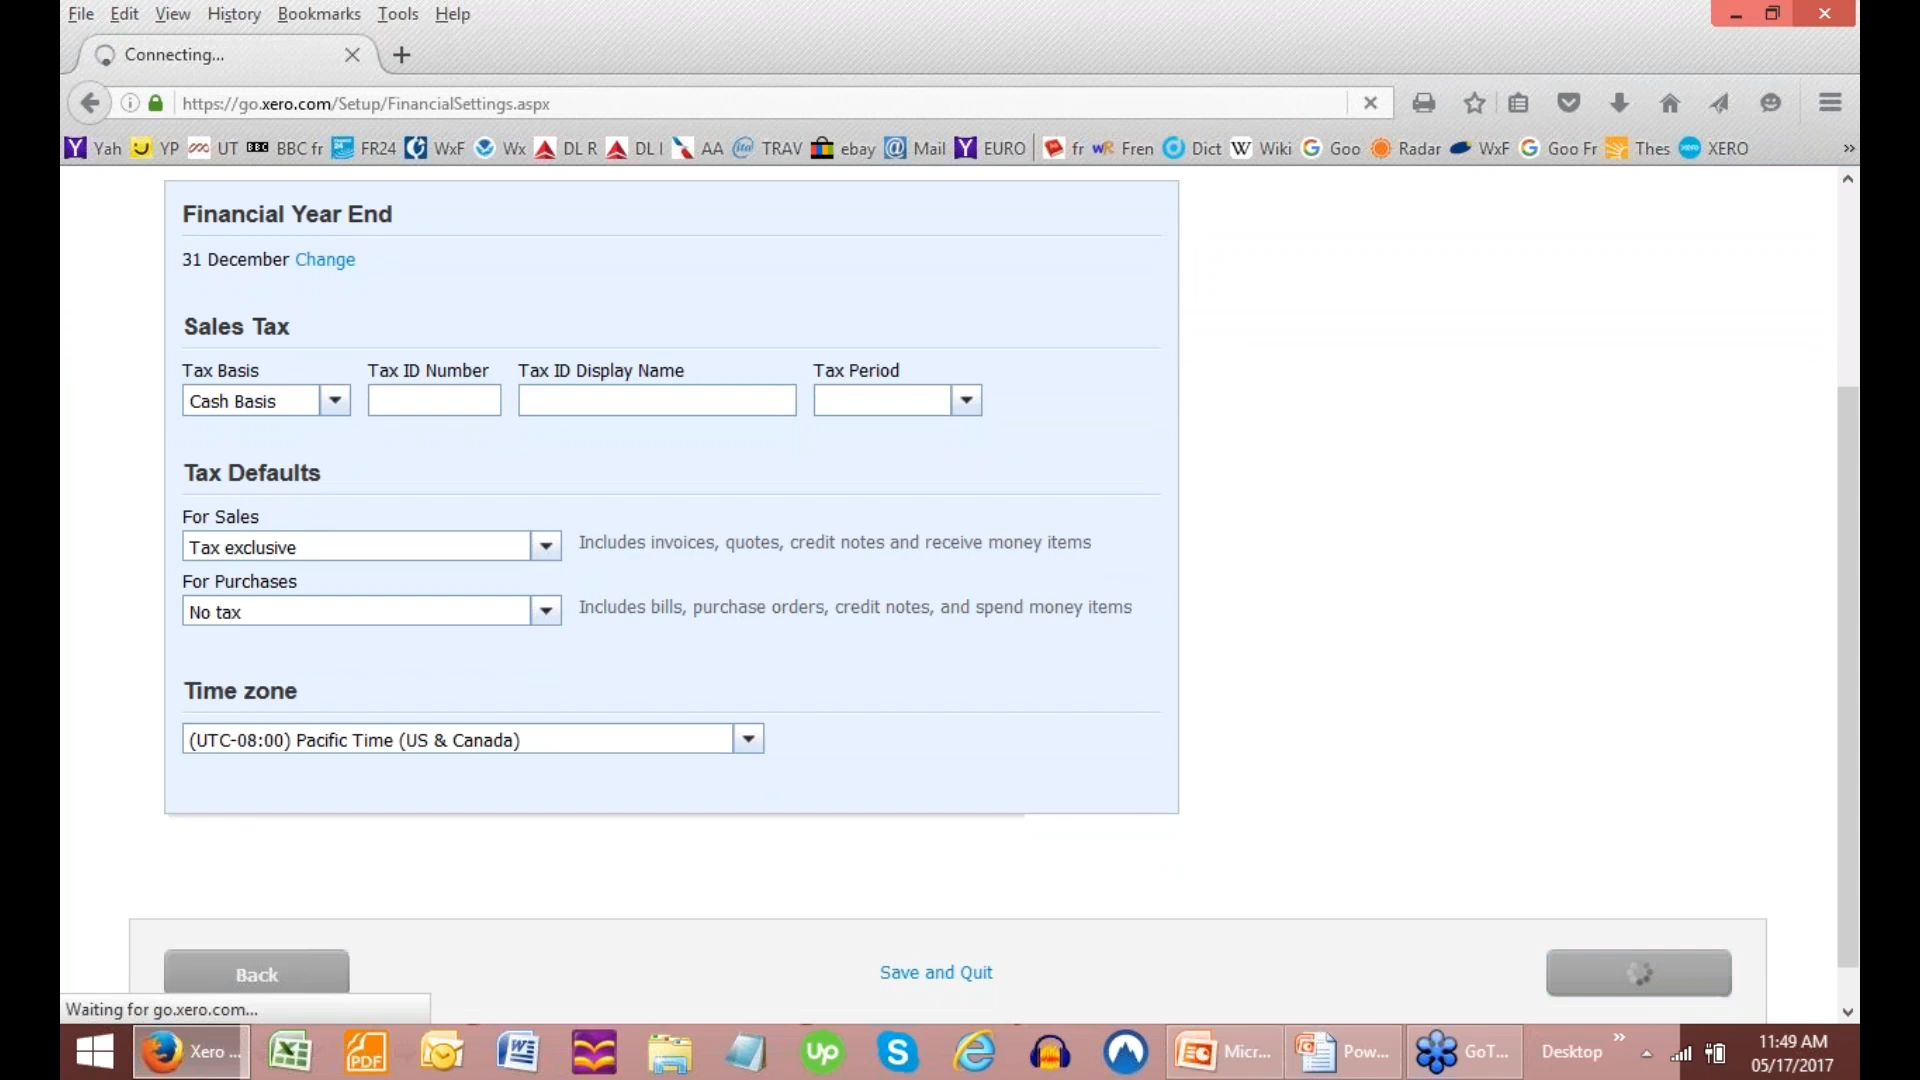 File Edit View History Bookmarks Tools Help
Connecting...
https://go.xero.com/Setup/FinancialSettings.aspx
Yah YP UT BBC BBC fr FR24 WxF Wx DL R DL I AA TRAV ebay Mail EURO fr wR Fren Dict W Wiki Goo Radar WxF Goo Fr Thes XERO »
Financial Year End
31 December Change
Sales Tax
Tax Basis Tax ID Number Tax ID Display Name Tax Period
Cash Basis
Tax Defaults
For Sales
Tax exclusive Includes invoices, quotes, credit notes and receive money items
For Purchases
No tax Includes bills, purchase orders, credit notes, and spend money items
Time zone
(UTC-08:00) Pacific Time (US & Canada)
Back Save and Quit
Waiting for go.xero.com...
Xero ... PDF Up Micr... Pow... GoT... Desktop » 11:49 AM
05/17/2017